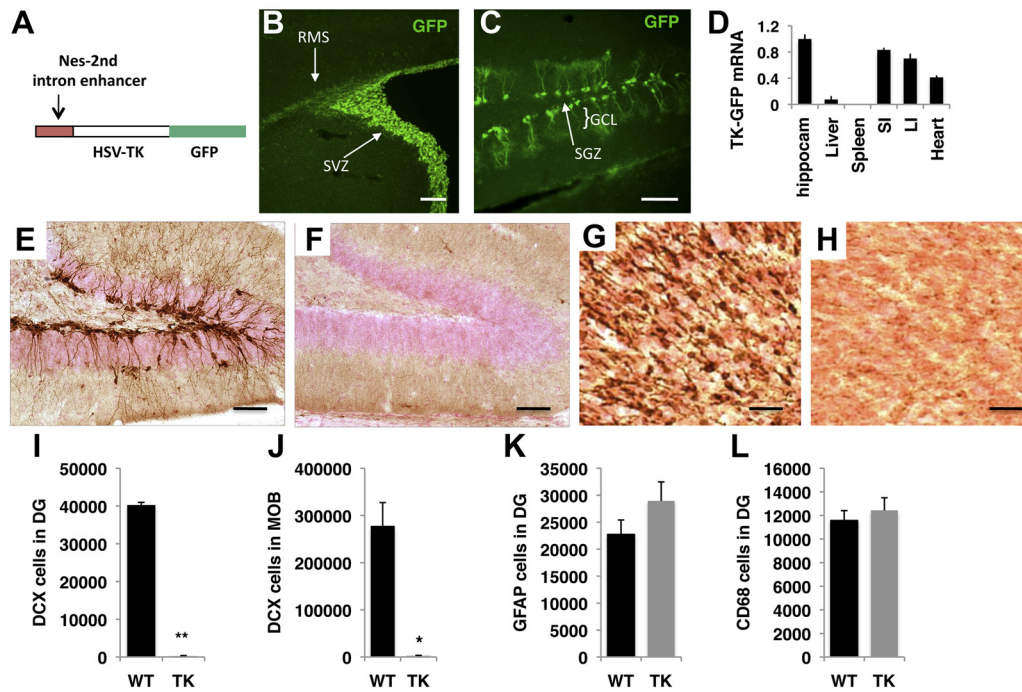 A
Nes-2nd
intron enhancer
HSV-TK
GFP
B
GFP
RMS
SVZ
C
GFP
}GCL
SGZ
D
TK-GFP mRNA
1.2
0.8
0.4
0
hippocam
Liver
Spleen
SI
LI
Heart
E
F
G
H
I
DCX cells in DG
50000
40000
30000
20000
10000
0
**
WT TK
J
DCX cells in MOB
400000
300000
200000
100000
0
*
WT TK
K
GFAP cells in DG
35000
30000
25000
20000
15000
10000
5000
0
WT TK
L
CD68 cells in DG
16000
14000
12000
10000
8000
6000
4000
2000
0
WT TK